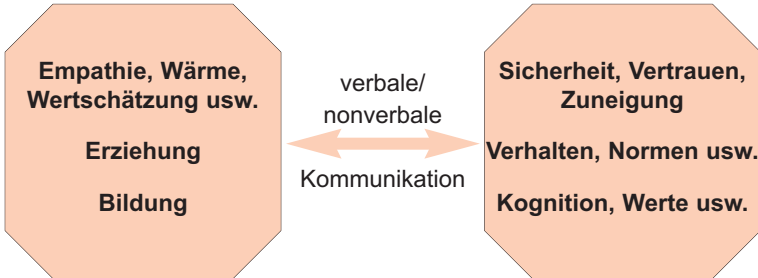 Empathie, Wärme,
Wertschätzung usw.
Erziehung
Bildung
verbale/
nonverbale
Kommunikation
Sicherheit, Vertrauen,
Zuneigung
Verhalten, Normen usw.
Kognition, Werte usw.